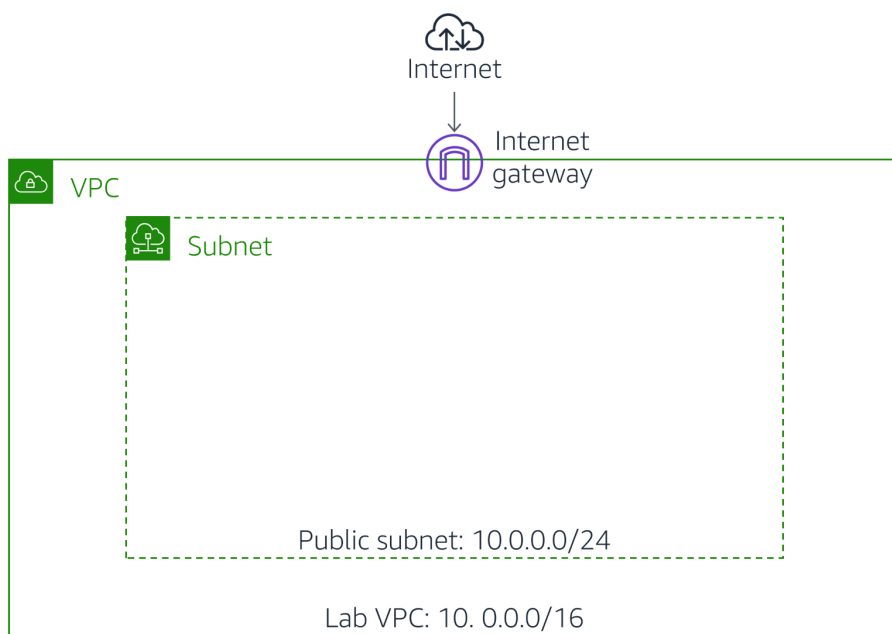 Internet
Internet
gateway
VPC
Subnet
Public subnet: 10.0.0.0/24
Lab VPC: 10. 0.0.0/16